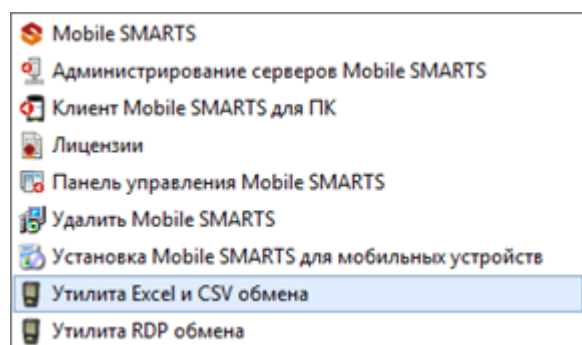 Mobile SMARTS
Администрирование серверов Mobile SMARTS
Клиент Mobile SMARTS для ПК
Лицензии
Панель управления Mobile SMARTS
Удалить Mobile SMARTS
Установка Mobile SMARTS для мобильных устройств
Утилита Excel и CSV обмена
Утилита RDP обмена